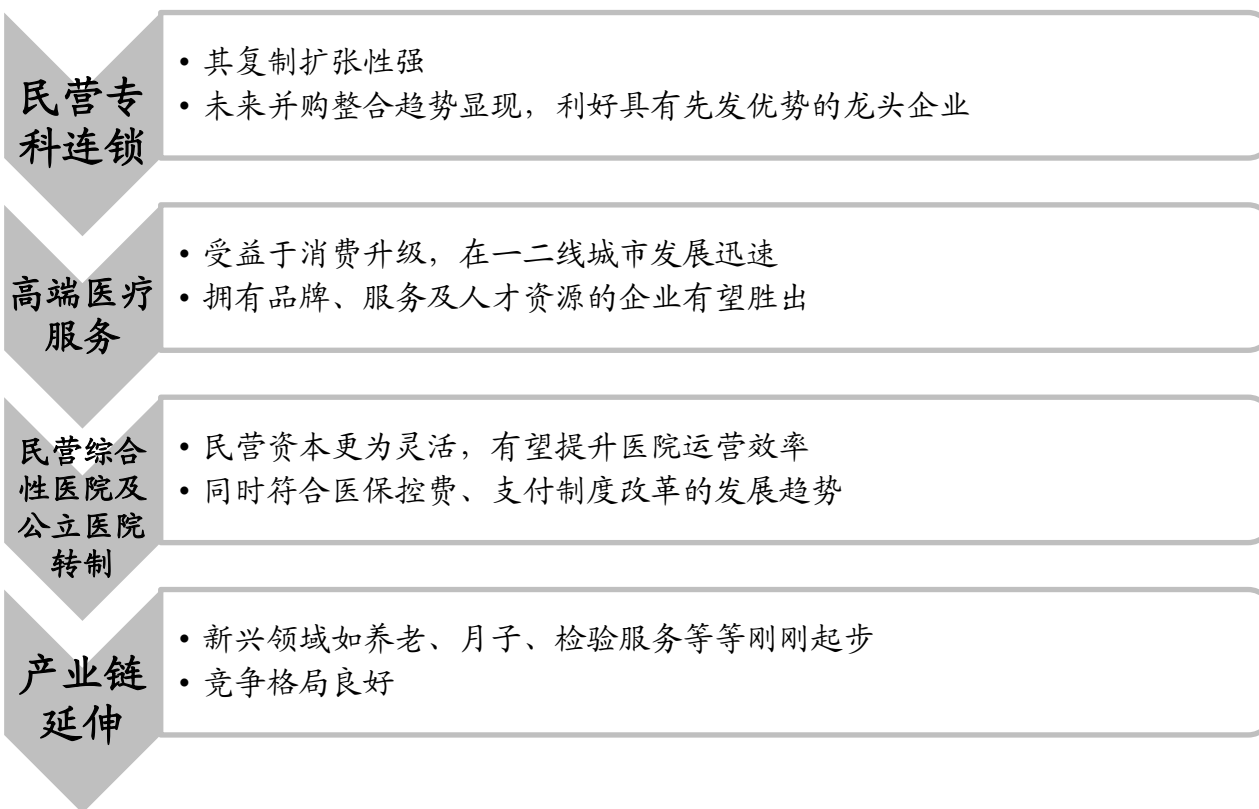 民营专
科连锁
• 其复制扩张性强
• 未来并购整合趋势显现，利好具有先发优势的龙头企业
高端医疗
服务
• 受益于消费升级，在一二线城市发展迅速
• 拥有品牌、服务及人才资源的企业有望胜出
民营综合
性医院及
公立医院
转制
• 民营资本更为灵活，有望提升医院运营效率
• 同时符合医保控费、支付制度改革的发展趋势
产业链
延伸
• 新兴领域如养老、月子、检验服务等等刚刚起步
• 竞争格局良好